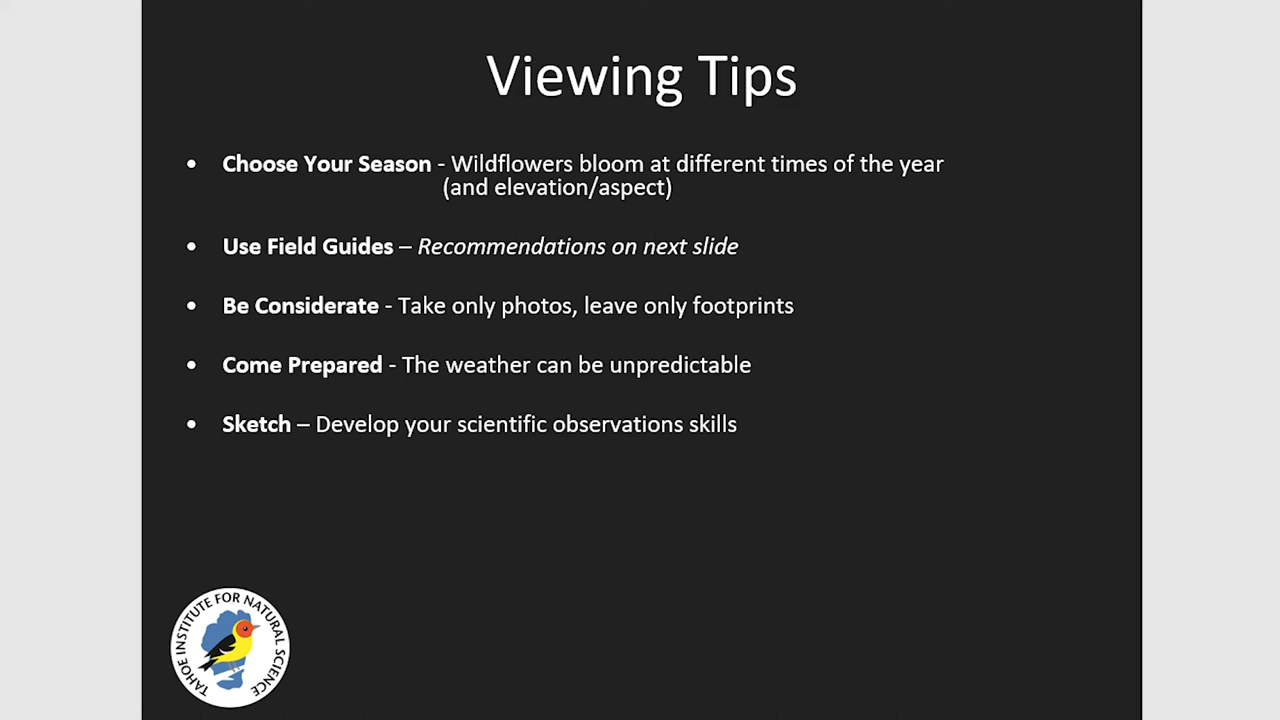 Viewing Tips
• Choose Your Season - Wildflowers bloom at different times of the year
(and elevation/aspect)
• Use Field Guides – Recommendations on next slide
• Be Considerate - Take only photos, leave only footprints
• Come Prepared - The weather can be unpredictable
• Sketch – Develop your scientific observations skills
TAHOE INSTITUTE FOR NATURAL SCIENCE